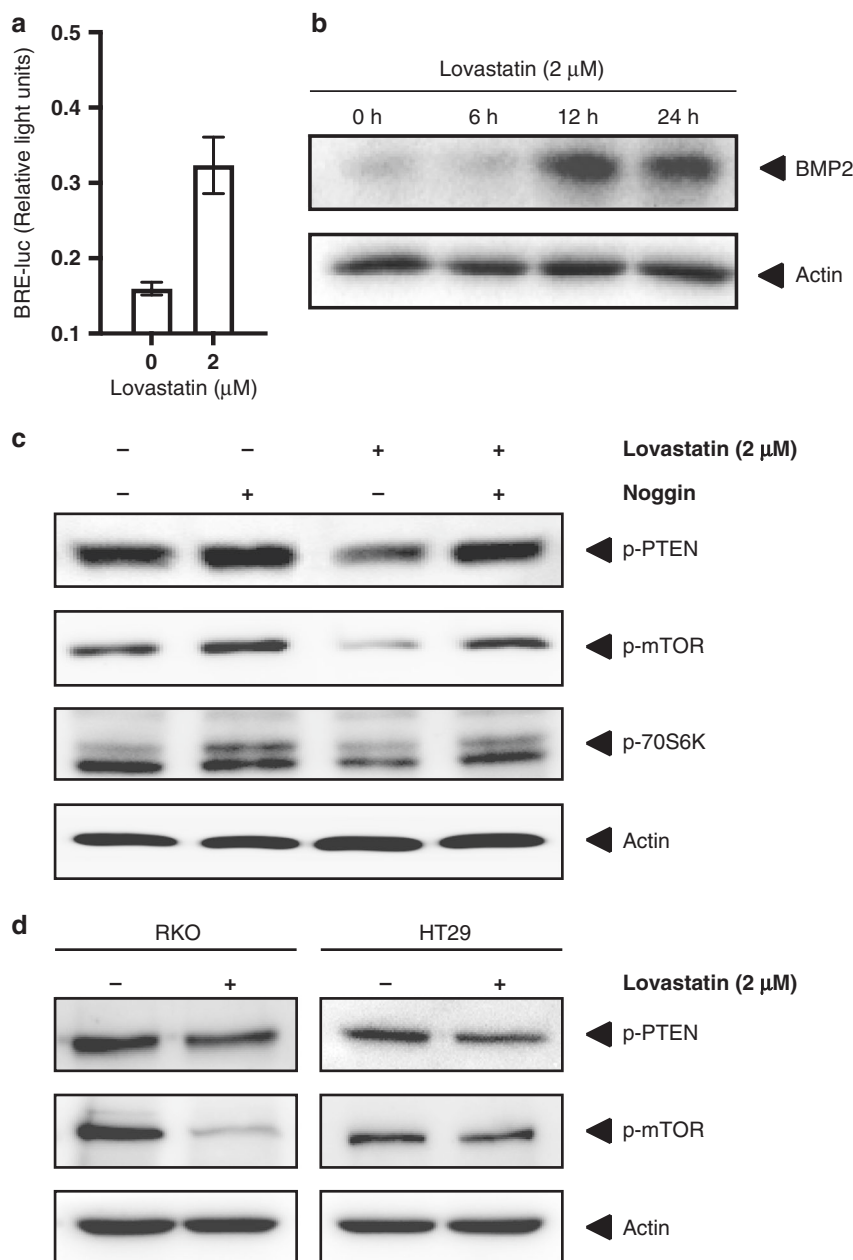 a
BRE-luc (Relative light units)
0.5
0.4
0.3
0.2
0.1
0 2
Lovastatin (μM)
b
Lovastatin (2 μM)
0 h 6 h 12 h 24 h
BMP2
Actin
c
– – + + Lovastatin (2 μM)
– + – + Noggin
p-PTEN
p-mTOR
p-70S6K
Actin
d
RKO HT29
– + – + Lovastatin (2 μM)
p-PTEN
p-mTOR
Actin